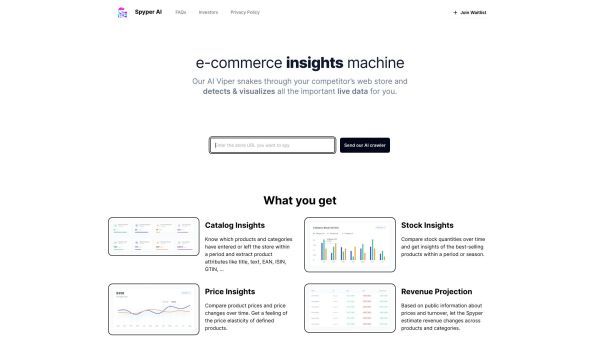 Spyper AI
FAQs
Investors
Privacy Policy
+ Join Waitlist
e-commerce insights machine
Our AI Viper snakes through your competitor's web store and
detects & visualizes all the important live data for you.
Enter the store URL you want to spy
Send our AI crawler
What you get
Catalog Insights
Know which products and categories
have entered or left the store within
a period and extract product
attributes like title, text, EAN, ISIN,
GTIN, ...
Stock Insights
Compare stock quantities over time
and get insights of the best-selling
products within a period or season.
Price Insights
Compare product prices and price
changes over time. Get a feeling of
the price elasticity of defined
products.
Revenue Projection
Based on public information about
prices and turnover, let the Spyper
estimate revenue changes across
products and categories.